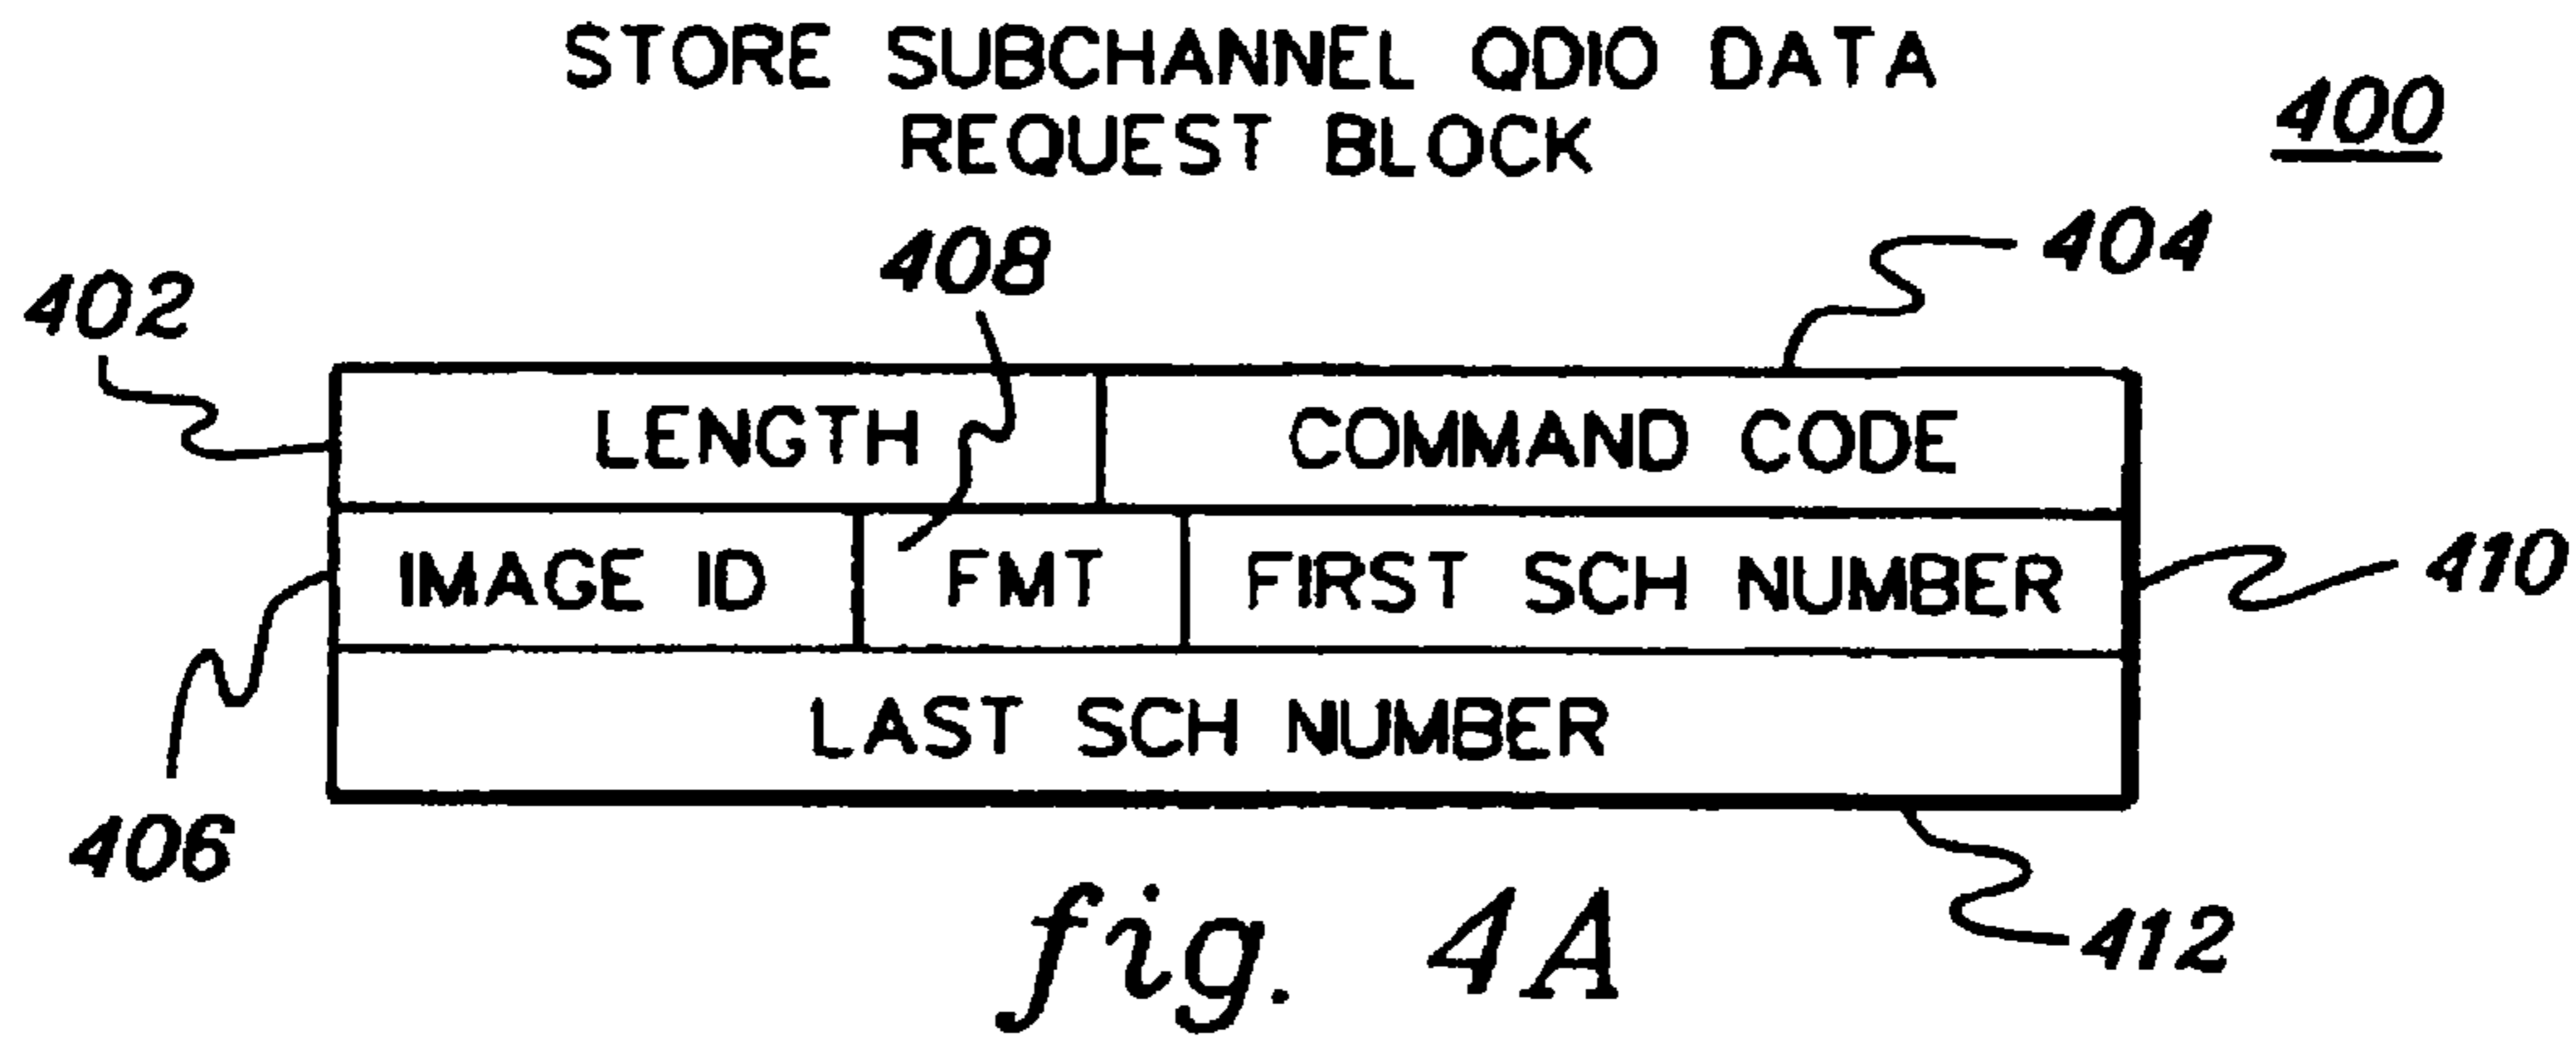 STORE SUBCHANNEL QDIO DATA
REQUEST BLOCK
400
402
408
404
LENGTH
COMMAND CODE
IMAGE ID
FMT
FIRST SCH NUMBER
410
LAST SCH NUMBER
406
412
fig. 4A